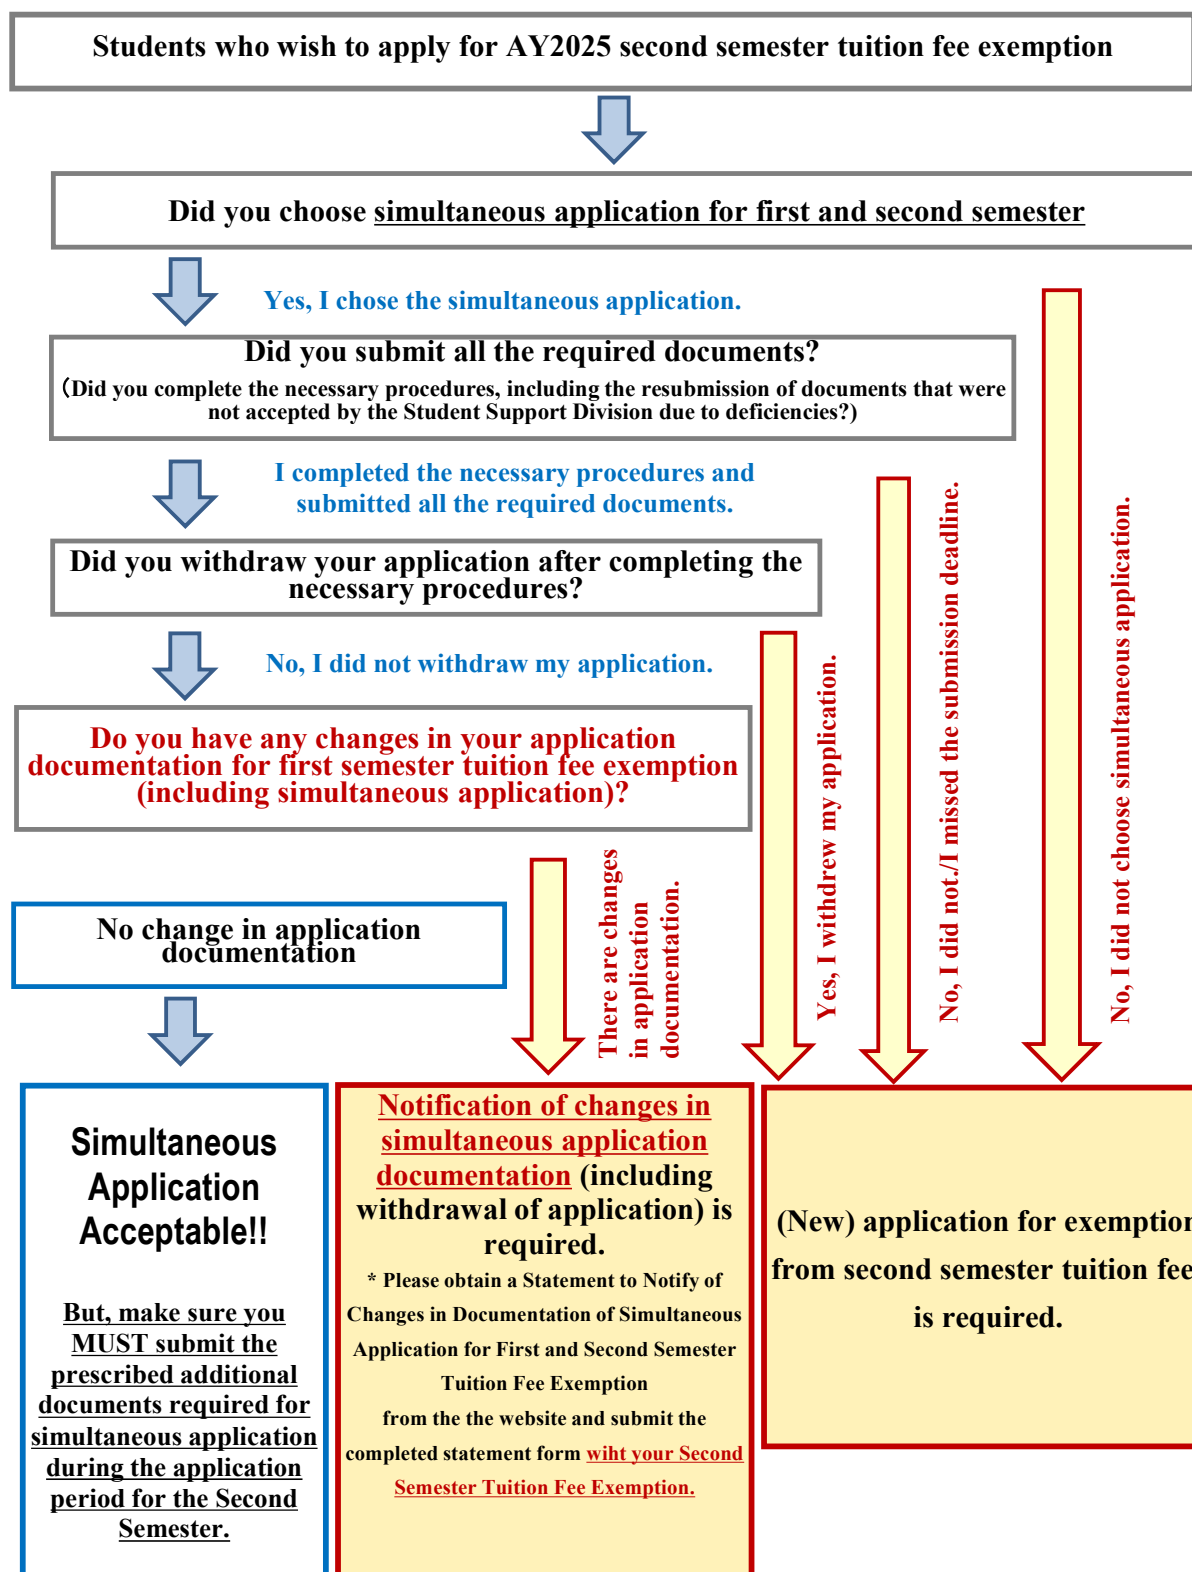 Students who wish to apply for AY2025 second semester tuition fee exemption
Did you choose simultaneous application for first and second semester
Yes, I chose the simultaneous application.
Did you submit all the required documents?
（Did you complete the necessary procedures, including the resubmission of documents that were
not accepted by the Student Support Division due to deficiencies?)
I completed the necessary procedures and
submitted all the required documents.
Did you withdraw your application after completing the
necessary procedures?
No, I did not withdraw my application.
Do you have any changes in your application
documentation for first semester tuition fee exemption
(including simultaneous application)?
There are changes
in application
documentation.
Yes, I withdrew my application.
No, I did not./I missed the submission deadline.
No, I did not choose simultaneous application.
No change in application
documentation
Simultaneous
Application
Acceptable!!
But, make sure you
MUST submit the
prescribed additional
documents required for
simultaneous application
during the application
period for the Second
Semester.
Notification of changes in
simultaneous application
documentation (including
withdrawal of application) is
required.
* Please obtain a Statement to Notify of
Changes in Documentation of Simultaneous
Application for First and Second Semester
Tuition Fee Exemption
from the the website and submit the
completed statement form wiht your Second
Semester Tuition Fee Exemption.
(New) application for exemption
from second semester tuition fee
is required.